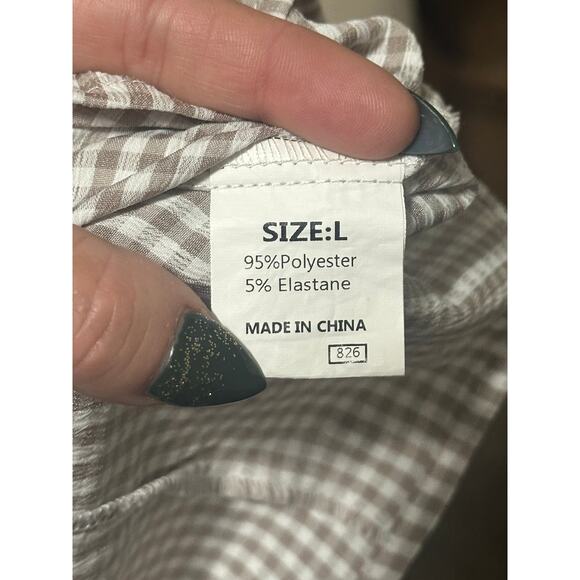 SIZE:L
95%Polyester
5% Elastane
MADE IN CHINA
826